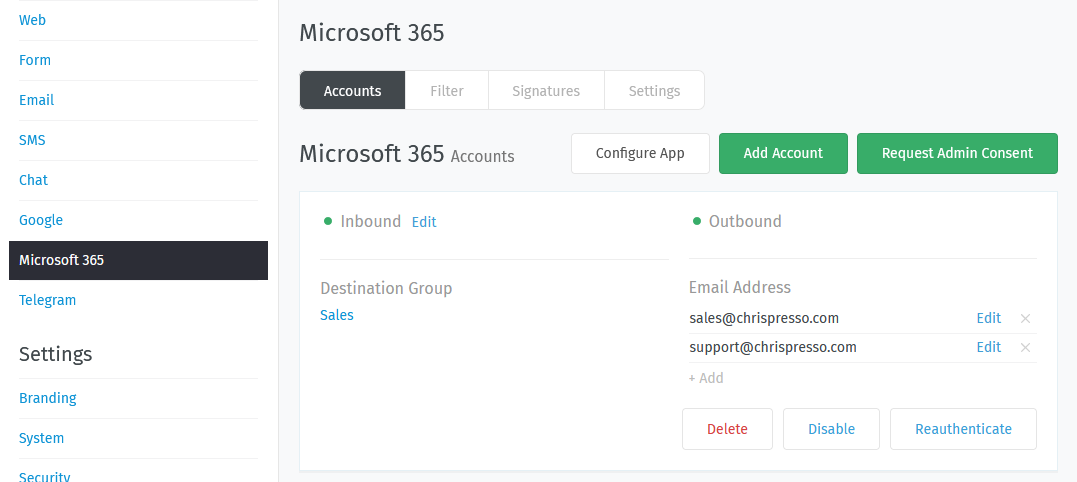 Web
Form
Email
SMS
Chat
Google
Microsoft 365
Telegram
Settings
Branding
System
Security
Microsoft 365
Accounts Filter Signatures Settings
Microsoft 365 Accounts Configure App Add Account Request Admin Consent
Inbound Edit
Destination Group
Sales
Outbound
Email Address
sales@chrispresso.com Edit ×
support@chrispresso.com Edit ×
+ Add
Delete Disable Reauthenticate